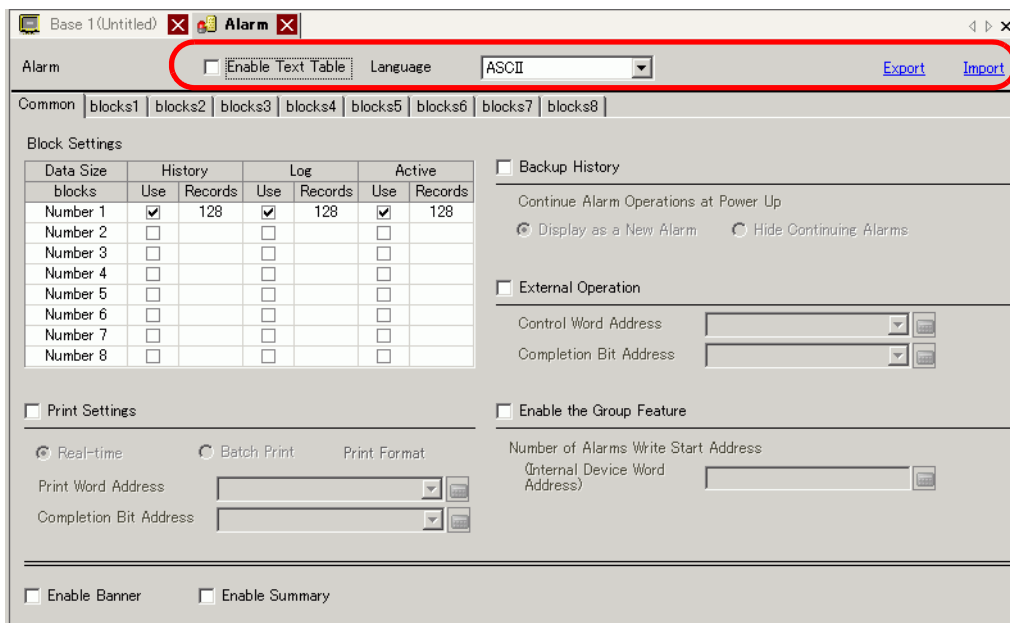 Base 1(Untitled) Alarm
Alarm Enable Text Table Language ASCII Export Import
Common blocks1 blocks2 blocks3 blocks4 blocks5 blocks6 blocks7 blocks8
Block Settings
Data Size History Log Active
blocks Use Records Use Records Use Records
Number 1 128 128 128
Number 2
Number 3
Number 4
Number 5
Number 6
Number 7
Number 8
Backup History
Continue Alarm Operations at Power Up
Display as a New Alarm Hide Continuing Alarms
External Operation
Control Word Address
Completion Bit Address
Print Settings
Real-time Batch Print Print Format
Print Word Address
Completion Bit Address
Enable the Group Feature
Number of Alarms Write Start Address
(Internal Device Word
Address)
Enable Banner Enable Summary